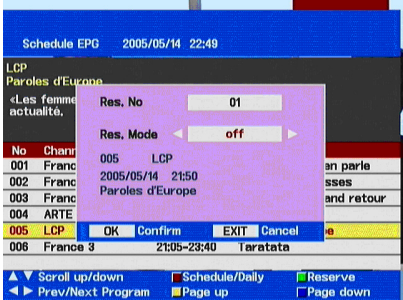 Schedule EPG 2005/05/14 22:49
LCP
Paroles d'Europe
«Les femme
actualité,
Res. No 01
Res. Mode off
005 LCP
2005/05/14 21:50
Paroles d'Europe
OK Confirm EXIT Cancel
No Chann
001 Franc en parle
002 Franc sses
003 Franc and retour
004 ARTE
005 LCP e
006 France 3 21:05-23:40 Taratata
▲ ▼ Scroll up/down Schedule/Daily Reserve
◀ ▶ Prev/Next Program Page up Page down